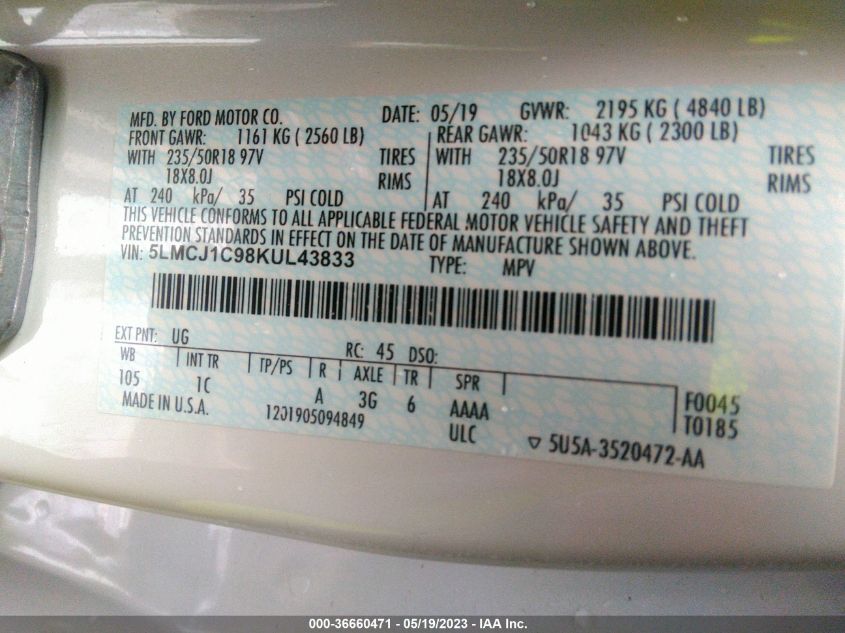 MFD. BY FORD MOTOR CO. DATE: 05/19 GVWR: 2195 KG ( 4840 LB)
FRONT GAWR: 1161 KG ( 2560 LB) REAR GAWR: 1043 KG ( 2300 LB)
WITH 235/50R18 97V TIRES WITH 235/50R18 97V TIRES
18X8.0J RIMS 18X8.0J RIMS
AT 240 kPa/ 35 PSI COLD AT 240 kPa/ 35 PSI COLD
THIS VEHICLE CONFORMS TO ALL APPLICABLE FEDERAL MOTOR VEHICLE SAFETY AND THEFT
PREVENTION STANDARDS IN EFFECT ON THE DATE OF MANUFACTURE SHOWN ABOVE.
VIN: 5LMCJ1C98KUL43833 TYPE: MPV
EXT PNT: UG RC: 45 DSO:
WB INT TR TP/PS R AXLE TR SPR
105 1C A 3G 6 AAAA F0045
MADE IN U.S.A. 1201905094849 ULC T0185
▽ 5U5A-3520472-AA
000-36660471 - 05/19/2023 - IAA Inc.